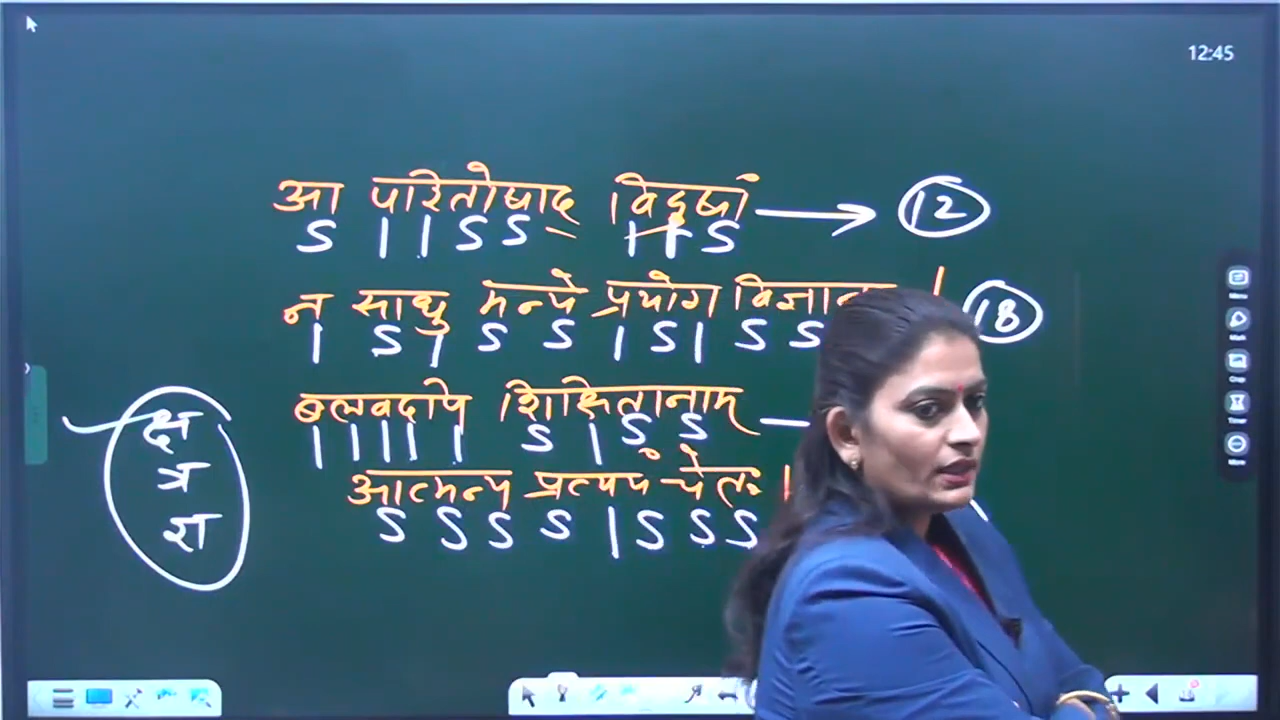 12:45
आ परितोषाद् विदुषां → 12
S | | S S | | S
न साधु मन्ये प्रयोग विज्ञान । 18
| S | S S | S | S S
बलवदपि शिक्षितानाम्
| | | | | S | S S
आत्मन्य प्रत्ययं चेतः ।
S S S S | S S S
क्ष
त्र
ज्ञ